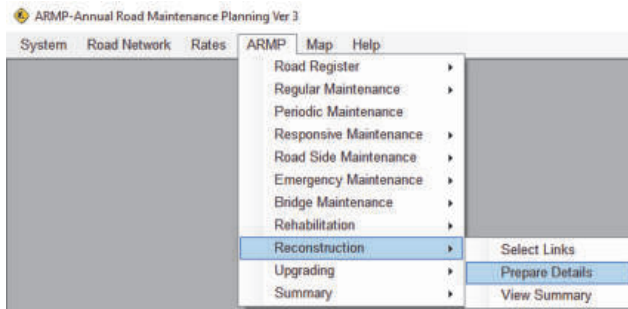 ARMP-Annual Road Maintenance Planning Ver 3
System Road Network Rates ARMP Map Help
Road Register
Regular Maintenance
Periodic Maintenance
Responsive Maintenance
Road Side Maintenance
Emergency Maintenance
Bridge Maintenance
Rehabilitation
Reconstruction Select Links
Upgrading Prepare Details
Summary View Summary